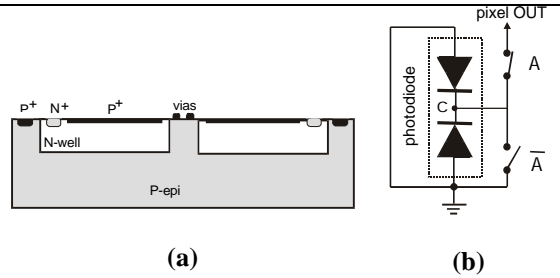 P+ N+ P+ vias
N-well
P-epi
(a)
pixel OUT
A
photodiode
C
A̅
(b)